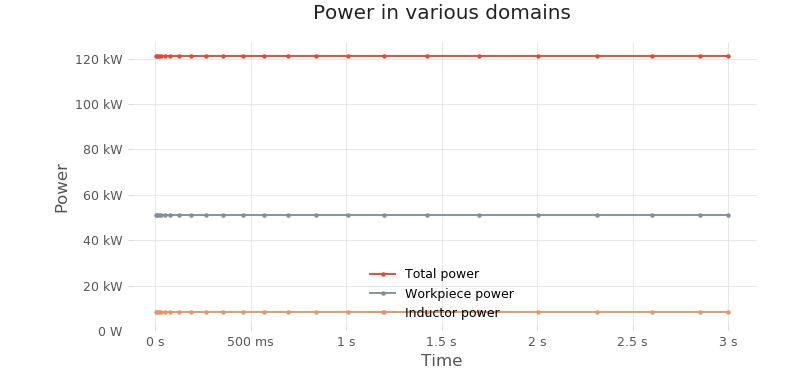 Power in various domains
120 kW
100 kW
80 kW
60 kW
40 kW
20 kW
0 W
Power
Total power
Workpiece power
Inductor power
0 s
500 ms
1 s
1.5 s
2 s
2.5 s
3 s
Time